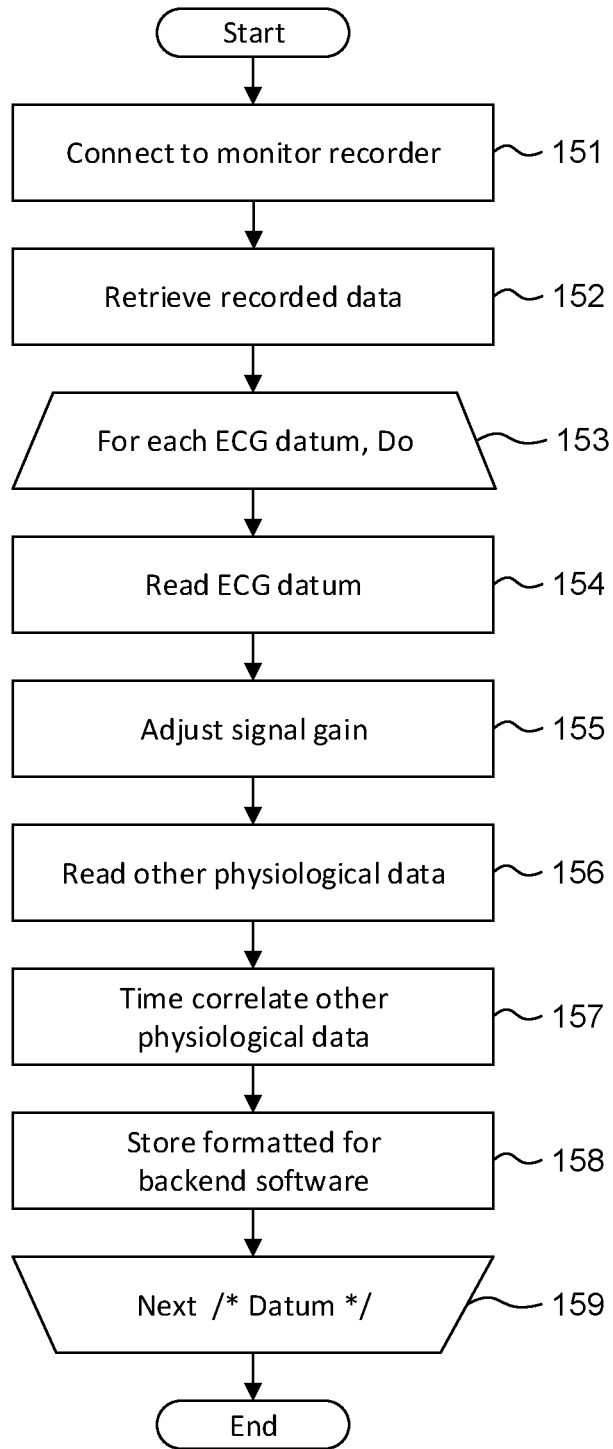 Start
Connect to monitor recorder
151
Retrieve recorded data
152
For each ECG datum, Do
153
Read ECG datum
154
Adjust signal gain
155
Read other physiological data
156
Time correlate other
physiological data
157
Store formatted for
backend software
158
Next /* Datum */
159
End